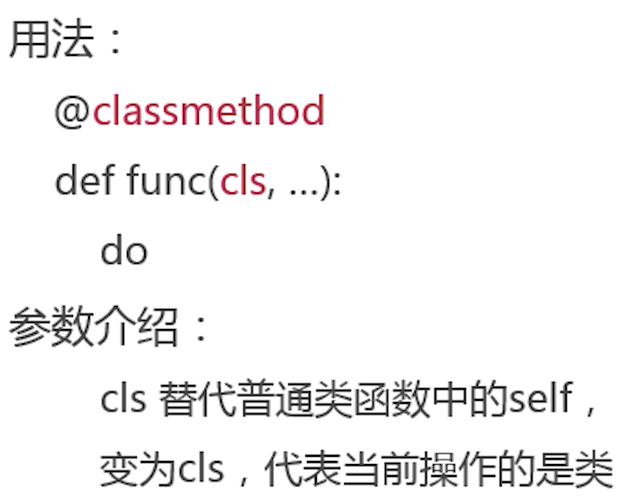 用法：
@classmethod
def func(cls, ...):
do
参数介绍：
cls 替代普通类函数中的self，
变为cls，代表当前操作的是类